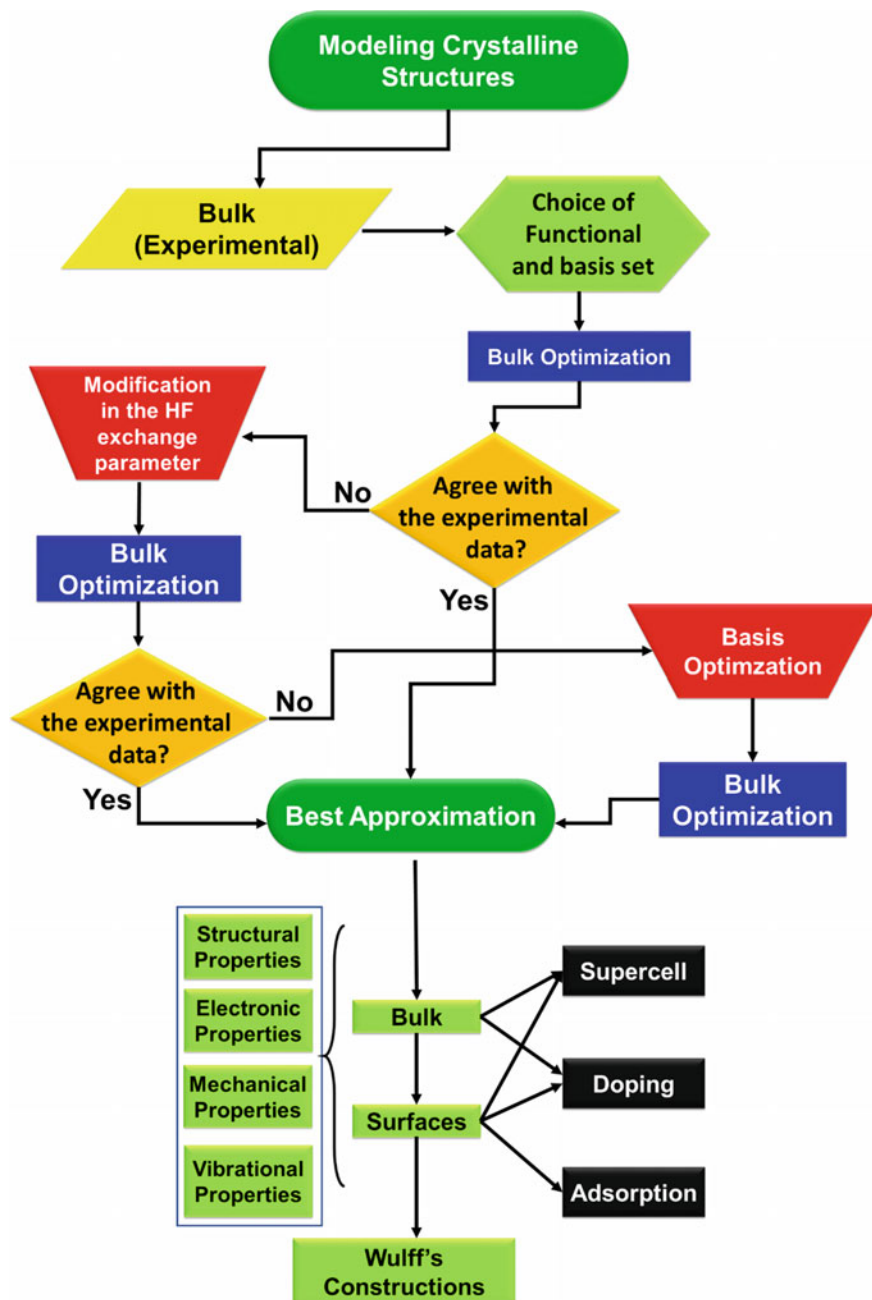 Modeling Crystalline
Structures
Bulk
(Experimental)
Choice of
Functional
and basis set
Bulk Optimization
Modification
in the HF
exchange
parameter
No
Agree with
the experimental
data?
Bulk
Optimization
Yes
Basis
Optimzation
Agree with
the experimental
data?
No
Yes
Best Approximation
Bulk
Optimization
Structural
Properties
Electronic
Properties
Mechanical
Properties
Vibrational
Properties
Bulk
Surfaces
Supercell
Doping
Adsorption
Wulff's
Constructions